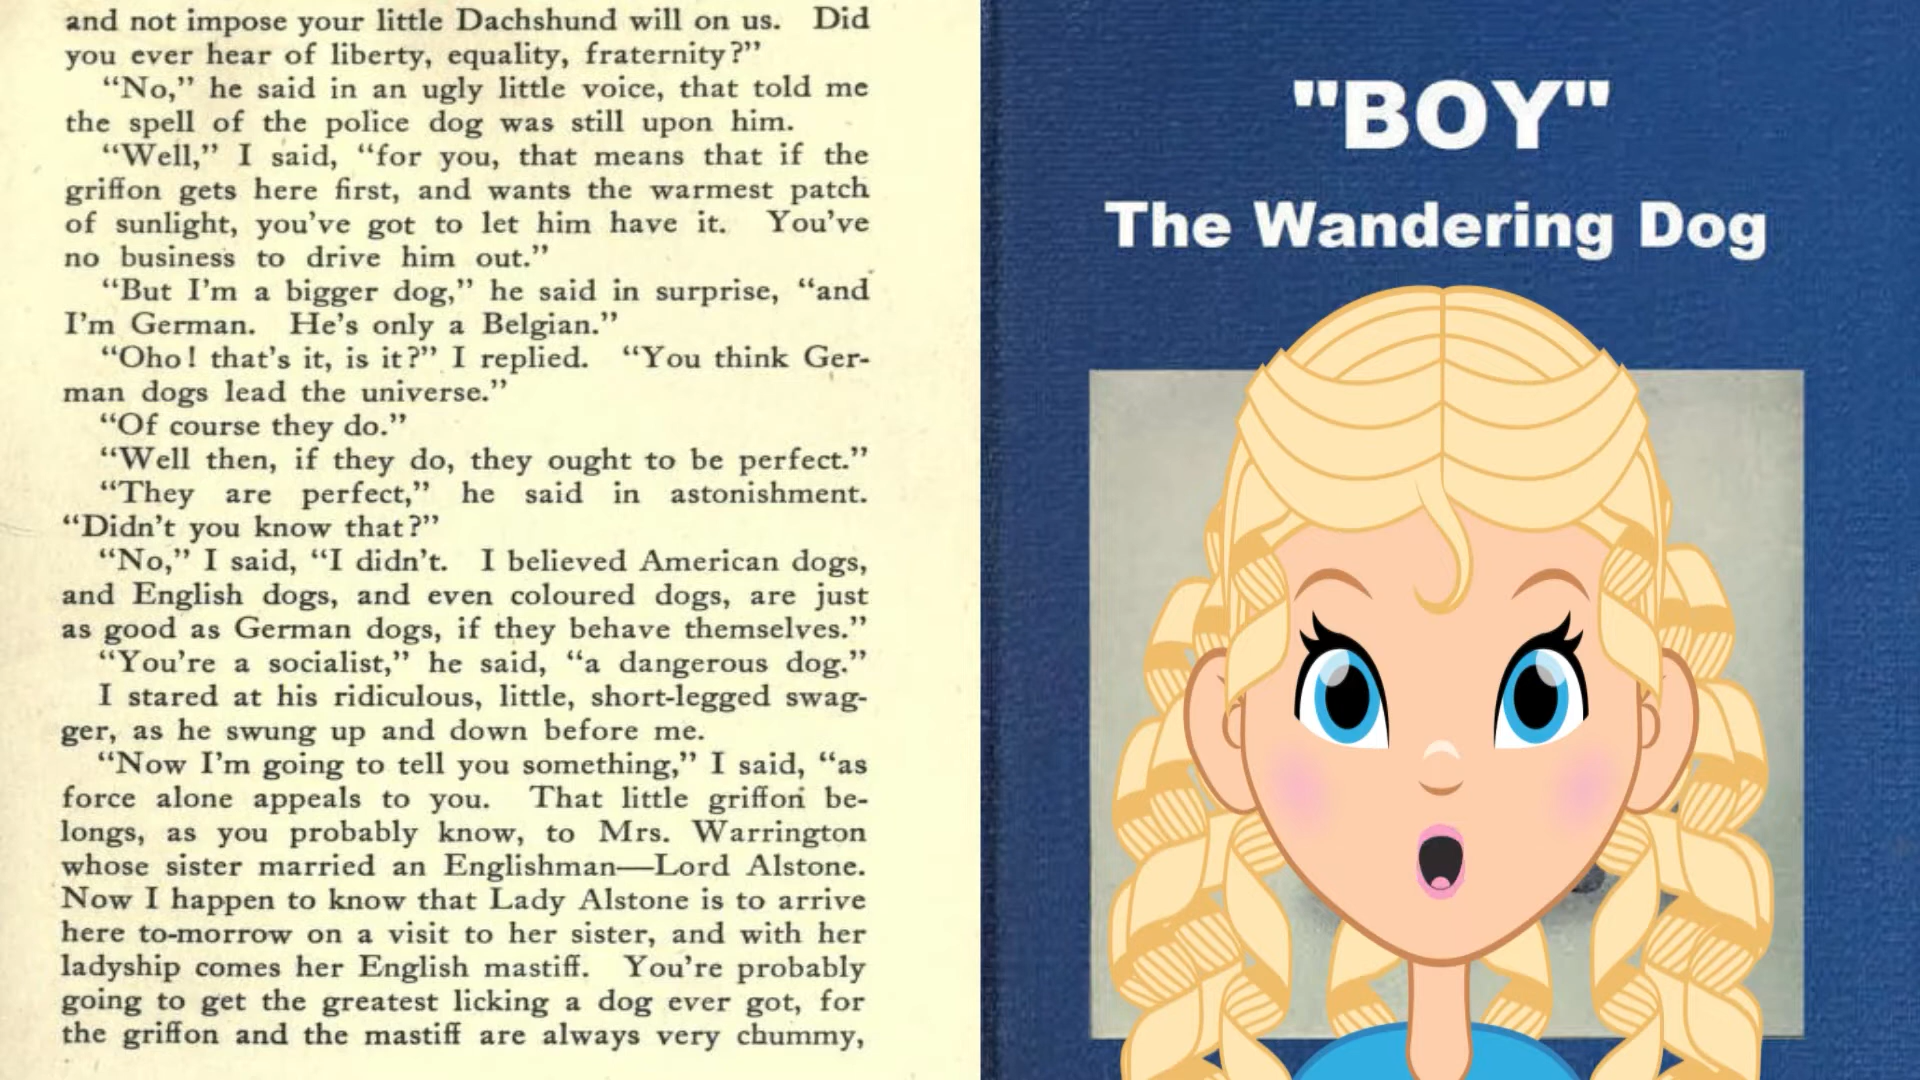 and not impose your little Dachshund will on us. Did
you ever hear of liberty, equality, fraternity?”
“No,” he said in an ugly little voice, that told me
the spell of the police dog was still upon him.
“Well,” I said, “for you, that means that if the
griffon gets here first, and wants the warmest patch
of sunlight, you’ve got to let him have it. You’ve
no business to drive him out.”
“But I’m a bigger dog,” he said in surprise, “and
I’m German. He’s only a Belgian.”
“Oho! that’s it, is it?” I replied. “You think Ger-
man dogs lead the universe.”
“Of course they do.”
“Well then, if they do, they ought to be perfect.”
“They are perfect,” he said in astonishment.
“Didn’t you know that?”
“No,” I said, “I didn’t. I believed American dogs,
and English dogs, and even coloured dogs, are just
as good as German dogs, if they behave themselves.”
“You’re a socialist,” he said, “a dangerous dog.”
I stared at his ridiculous, little, short-legged swag-
ger, as he swung up and down before me.
“Now I’m going to tell you something,” I said, “as
force alone appeals to you. That little griffon be-
longs, as you probably know, to Mrs. Warrington
whose sister married an Englishman—Lord Alstone.
Now I happen to know that Lady Alstone is to arrive
here to-morrow on a visit to her sister, and with her
ladyship comes her English mastiff. You’re probably
going to get the greatest licking a dog ever got, for
the griffon and the mastiff are always very chummy,
"BOY"
The Wandering Dog